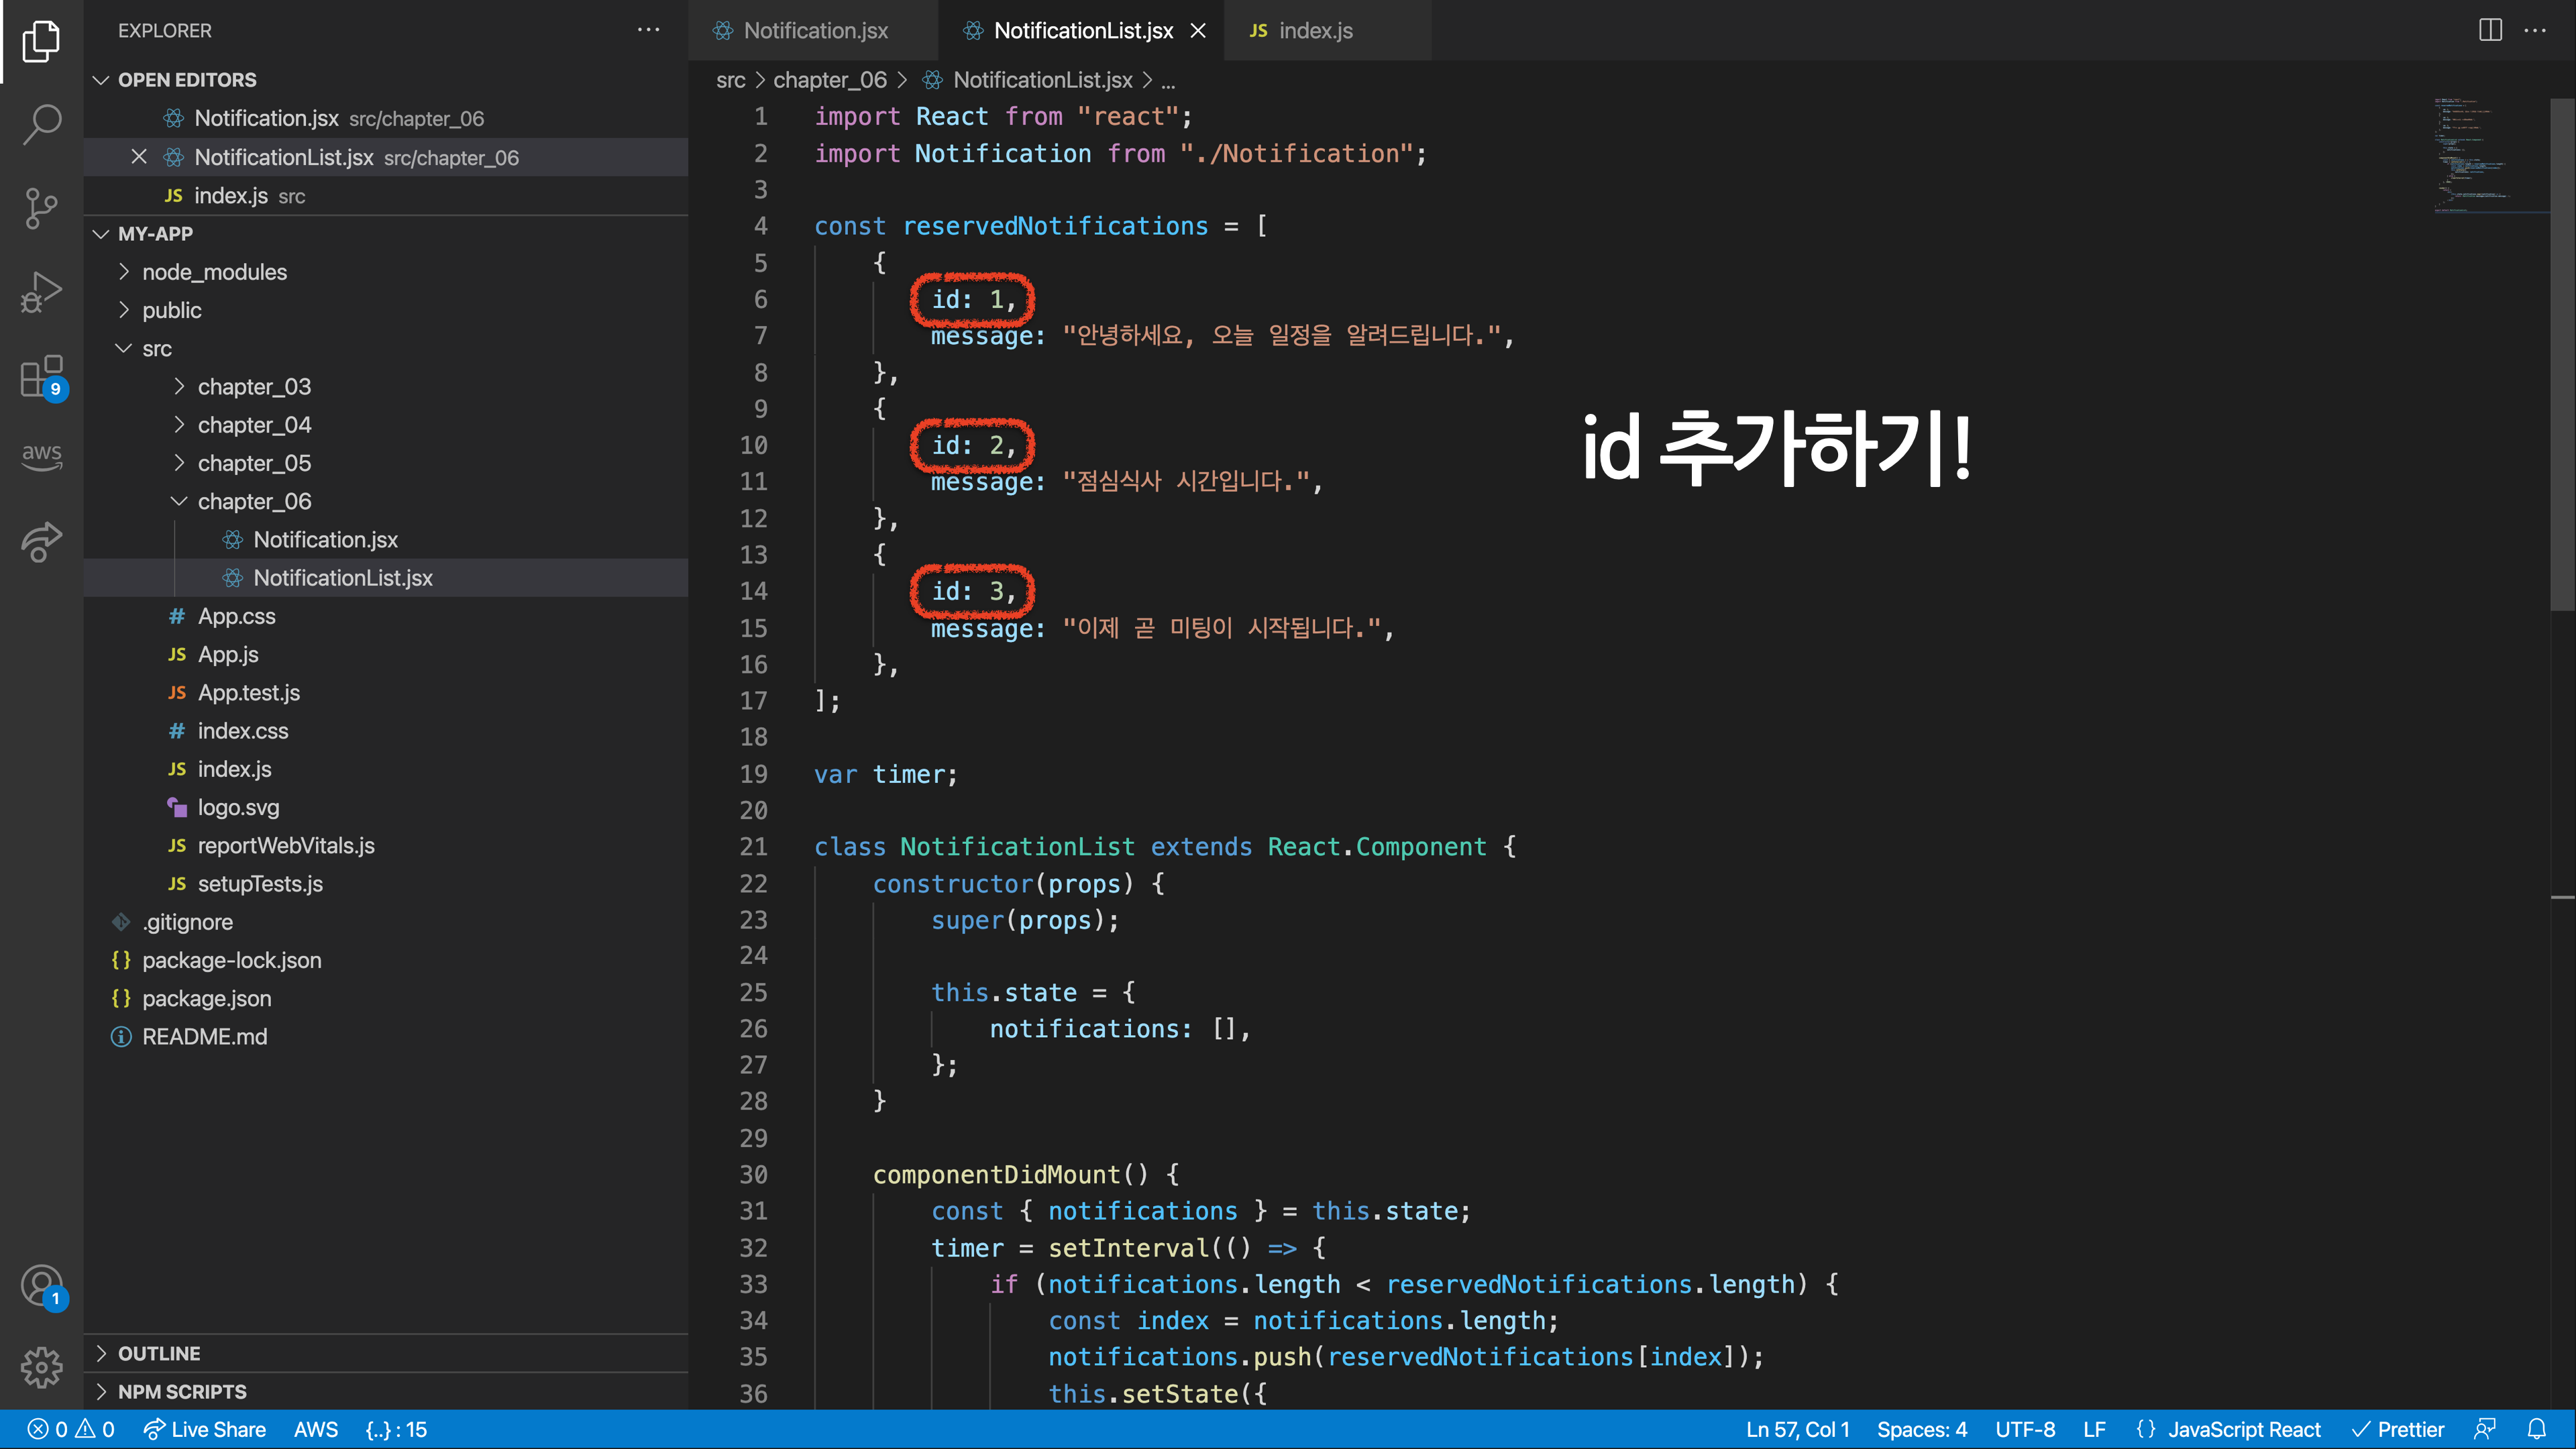 EXPLORER
OPEN EDITORS
Notification.jsx src/chapter_06
NotificationList.jsx src/chapter_06
JS index.js src
MY-APP
node_modules
public
src
chapter_03
chapter_04
chapter_05
chapter_06
Notification.jsx
NotificationList.jsx
# App.css
JS App.js
JS App.test.js
# index.css
JS index.js
logo.svg
JS reportWebVitals.js
JS setupTests.js
.gitignore
{} package-lock.json
{} package.json
README.md
OUTLINE
NPM SCRIPTS
9
aws
1
Notification.jsx NotificationList.jsx JS index.js
src > chapter_06 > NotificationList.jsx > ...
1 import React from "react";
2 import Notification from "./Notification";
3
4 const reservedNotifications = [
5 {
6 id: 1,
7 message: "안녕하세요, 오늘 일정을 알려드립니다.",
8 },
9 {
10 id: 2,
11 message: "점심식사 시간입니다.",
12 },
13 {
14 id: 3,
15 message: "이제 곧 미팅이 시작됩니다.",
16 },
17 ];
18
19 var timer;
20
21 class NotificationList extends React.Component {
22 constructor(props) {
23 super(props);
24
25 this.state = {
26 notifications: [],
27 };
28 }
29
30 componentDidMount() {
31 const { notifications } = this.state;
32 timer = setInterval(() => {
33 if (notifications.length < reservedNotifications.length) {
34 const index = notifications.length;
35 notifications.push(reservedNotifications[index]);
36 this.setState({
id 추가하기!
0 0 Live Share AWS {..} : 15 Ln 57, Col 1 Spaces: 4 UTF-8 LF {} JavaScript React Prettier